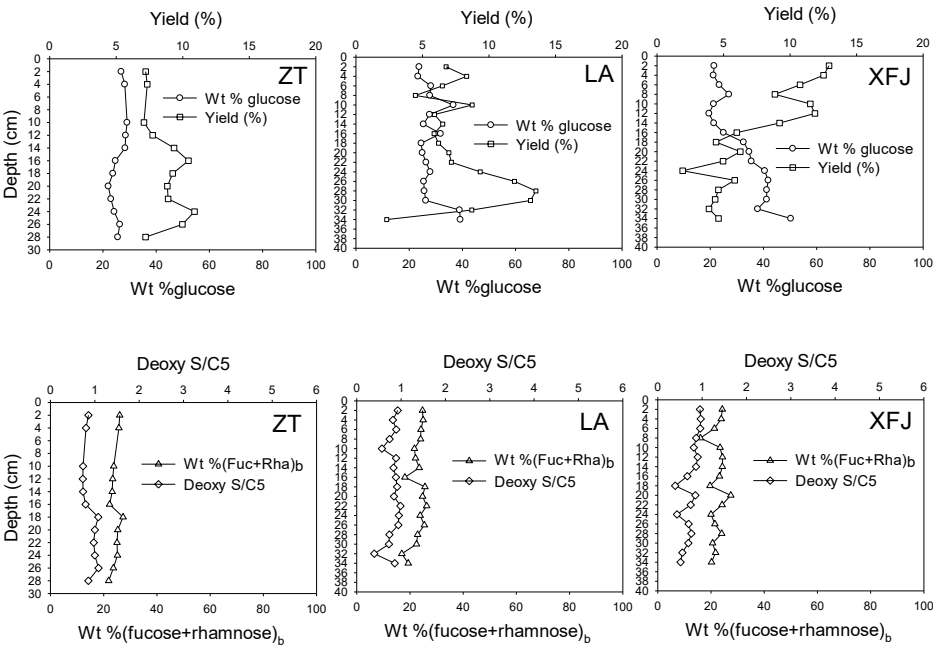 Yield (%)
0 5 10 15 20
0
2
4
6
8
10
12
14
16
18
20
22
24
26
28
30
Depth (cm)
ZT
Wt % glucose
Yield (%)
0 20 40 60 80 100
Wt %glucose
Yield (%)
0 5 10 15 20
0
2
4
6
8
10
12
14
16
18
20
22
24
26
28
30
32
34
36
38
40
LA
Wt % glucose
Yield (%)
0 20 40 60 80 100
Wt %glucose
Yield (%)
0 5 10 15 20
0
2
4
6
8
10
12
14
16
18
20
22
24
26
28
30
32
34
36
38
40
XFJ
Wt % glucose
Yield (%)
0 20 40 60 80 100
Wt %glucose
Deoxy S/C5
0 1 2 3 4 5 6
0
2
4
6
8
10
12
14
16
18
20
22
24
26
28
30
Depth (cm)
ZT
Wt %(Fuc+Rha)b
Deoxy S/C5
0 20 40 60 80 100
Wt %(fucose+rhamnose)b
Deoxy S/C5
0 1 2 3 4 5 6
0
2
4
6
8
10
12
14
16
18
20
22
24
26
28
30
32
34
36
38
40
LA
Wt %(Fuc+Rha)b
Deoxy S/C5
0 20 40 60 80 100
Wt %(fucose+rhamnose)b
Deoxy S/C5
0 1 2 3 4 5 6
0
2
4
6
8
10
12
14
16
18
20
22
24
26
28
30
32
34
36
38
40
XFJ
Wt %(Fuc+Rha)b
Deoxy S/C5
0 20 40 60 80 100
Wt %(fucose+rhamnose)b